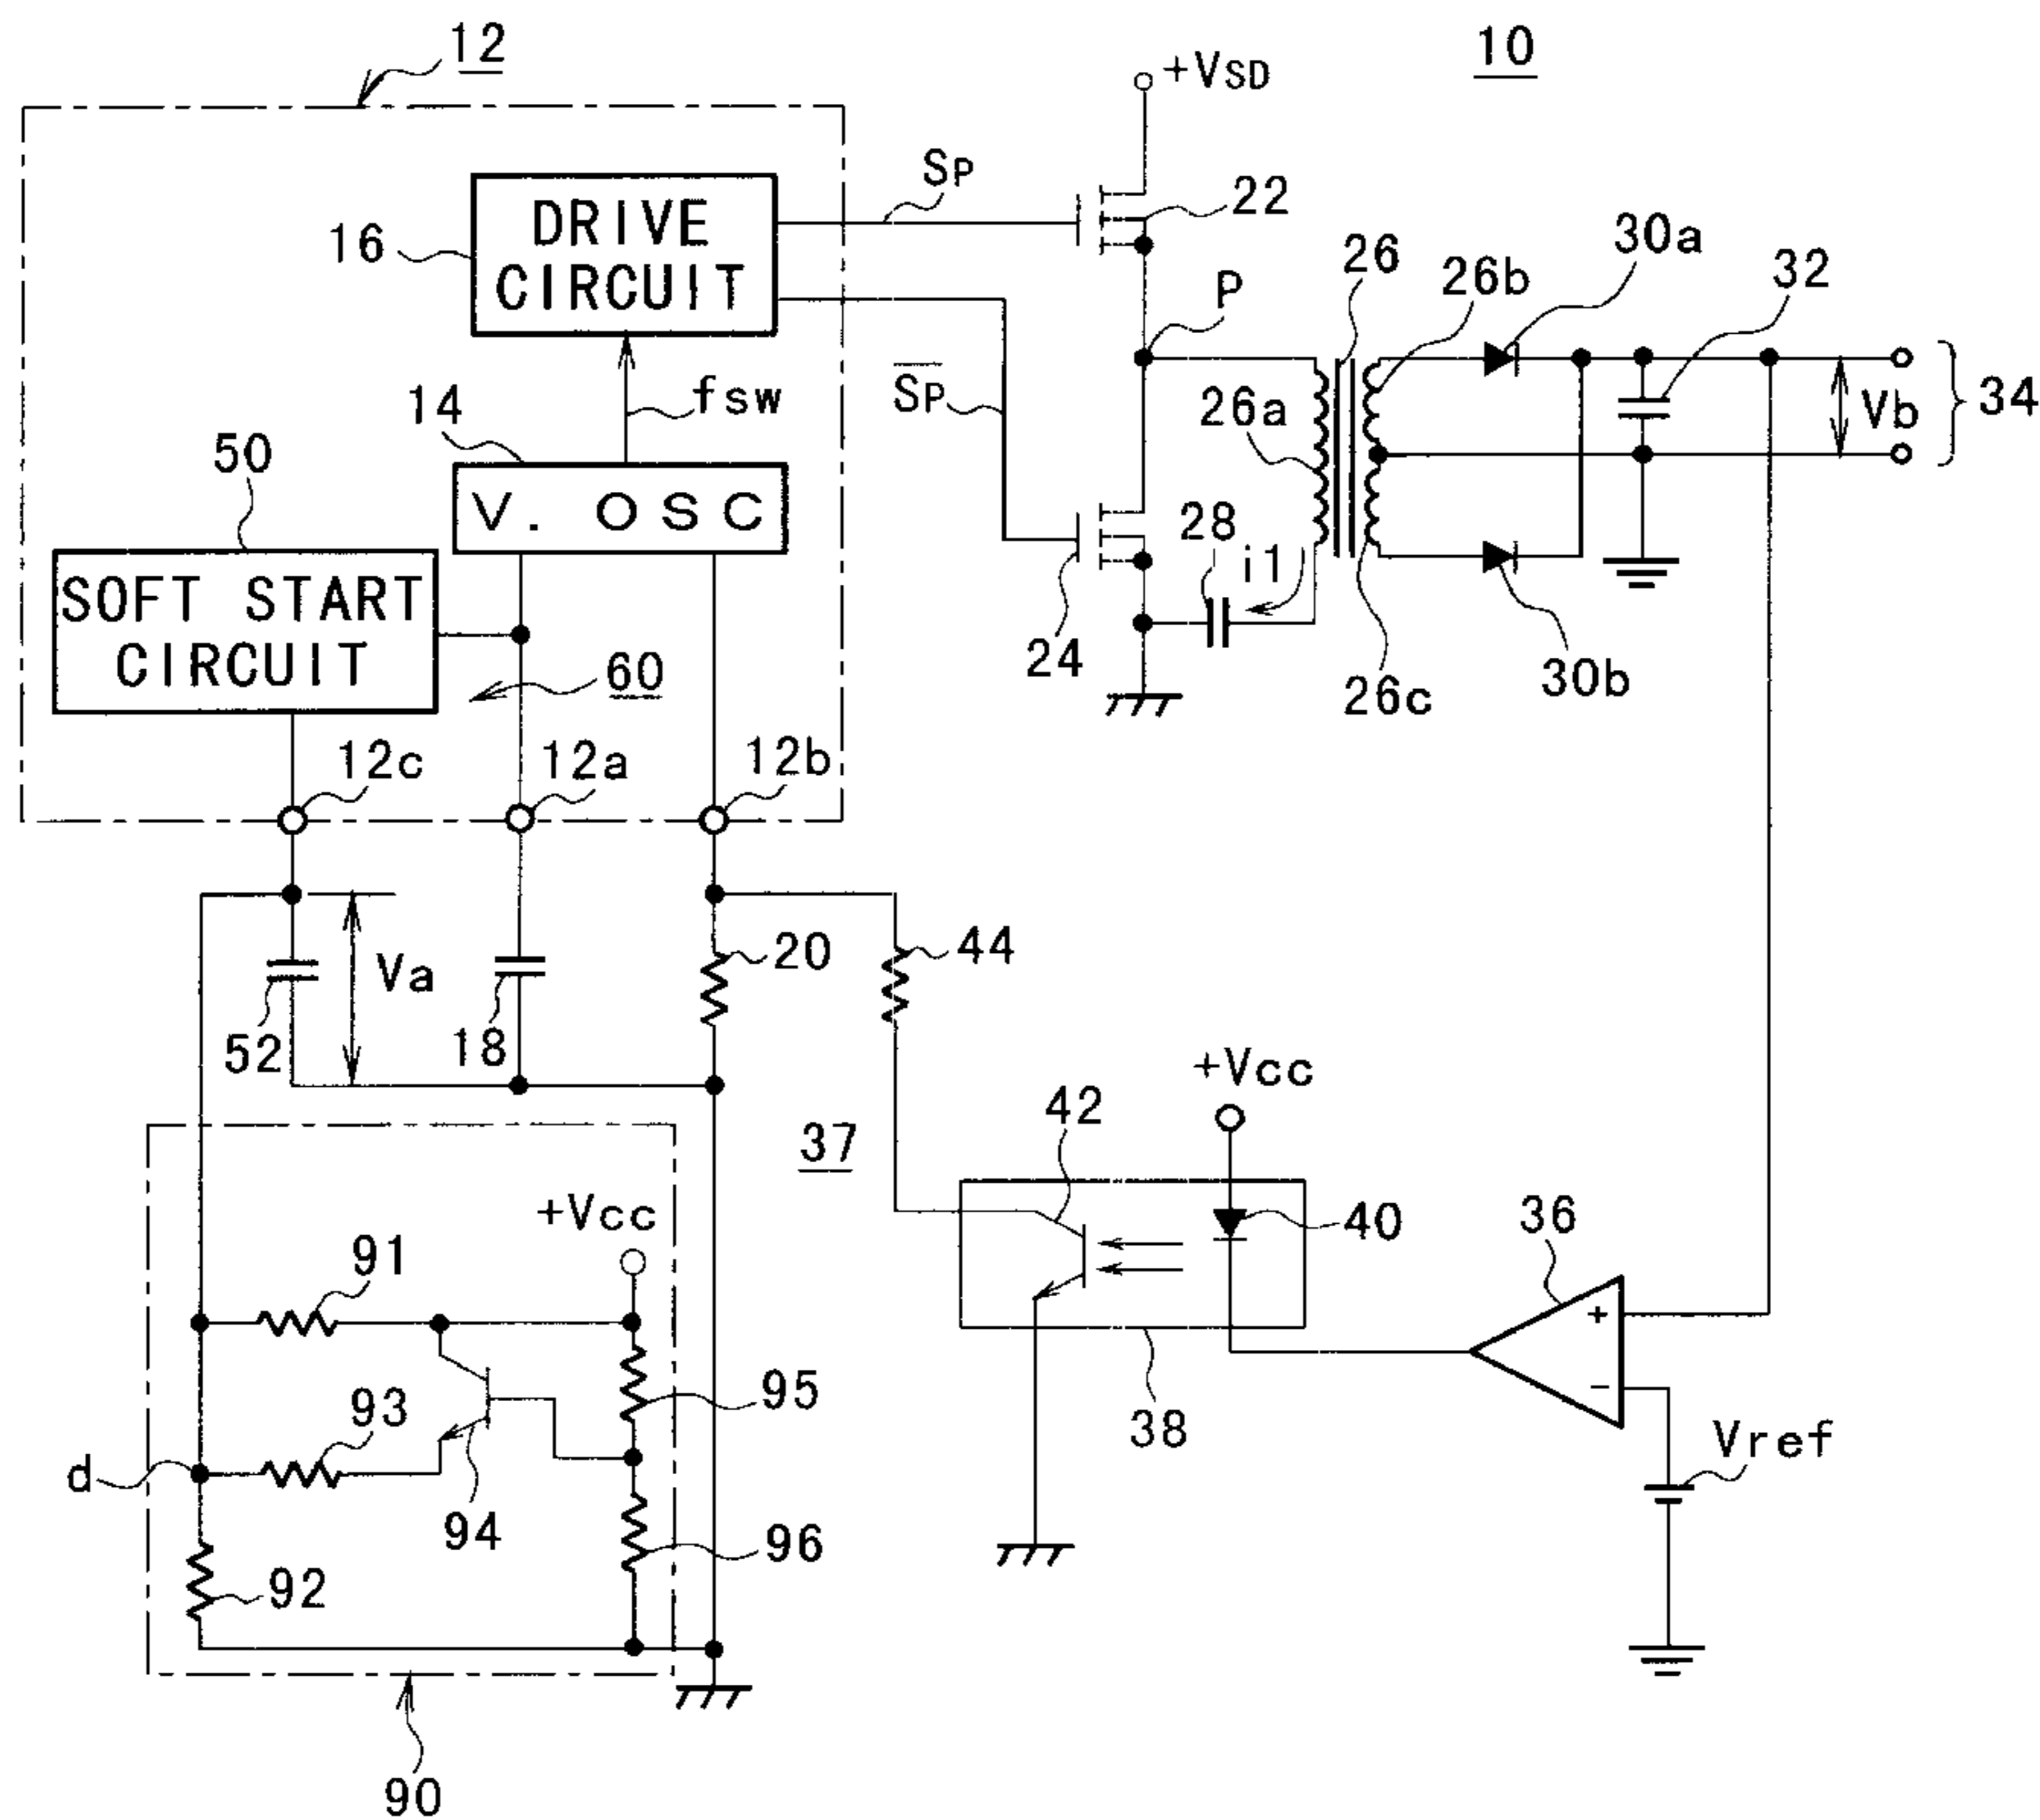 12
10
+VSD
SP
DRIVE
CIRCUIT
16
22
30a
26
26b
32
P
SP
fsw
14
26a
Vb
34
50
V. OSC
28
i1
SOFT START
CIRCUIT
24
60
26c
30b
12c
12a
12b
20
44
Va
52
18
+Vcc
42
37
+Vcc
40
36
91
95
93
38
Vref
d
94
96
92
90
+
−